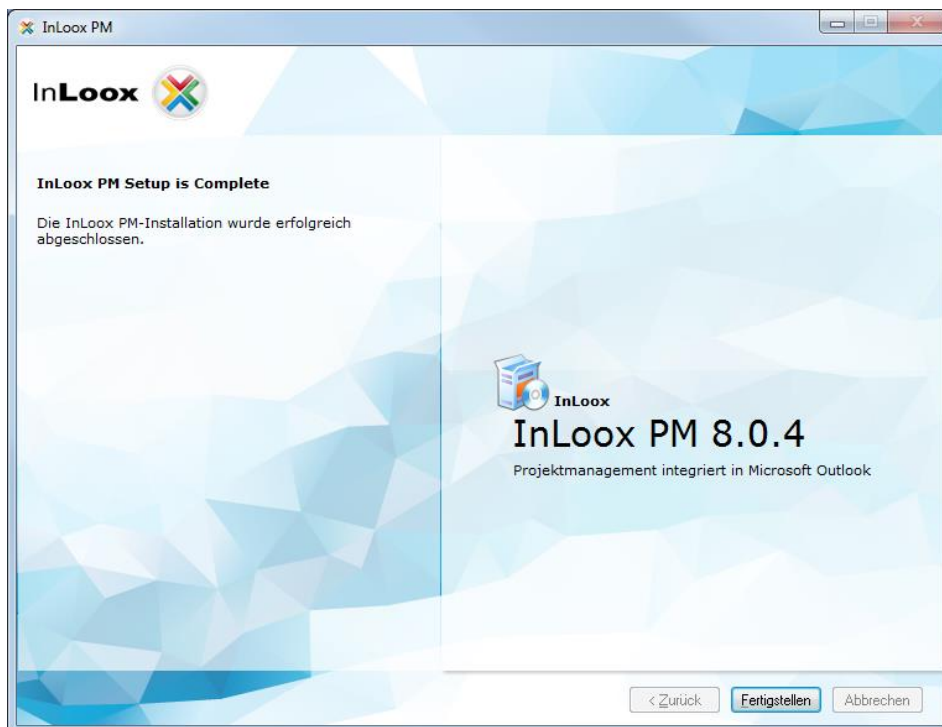 InLoox PM
InLoox
InLoox PM Setup is Complete
Die InLoox PM-Installation wurde erfolgreich
abgeschlossen.
InLoox
InLoox PM 8.0.4
Projektmanagement integriert in Microsoft Outlook
< Zurück
Fertigstellen
Abbrechen